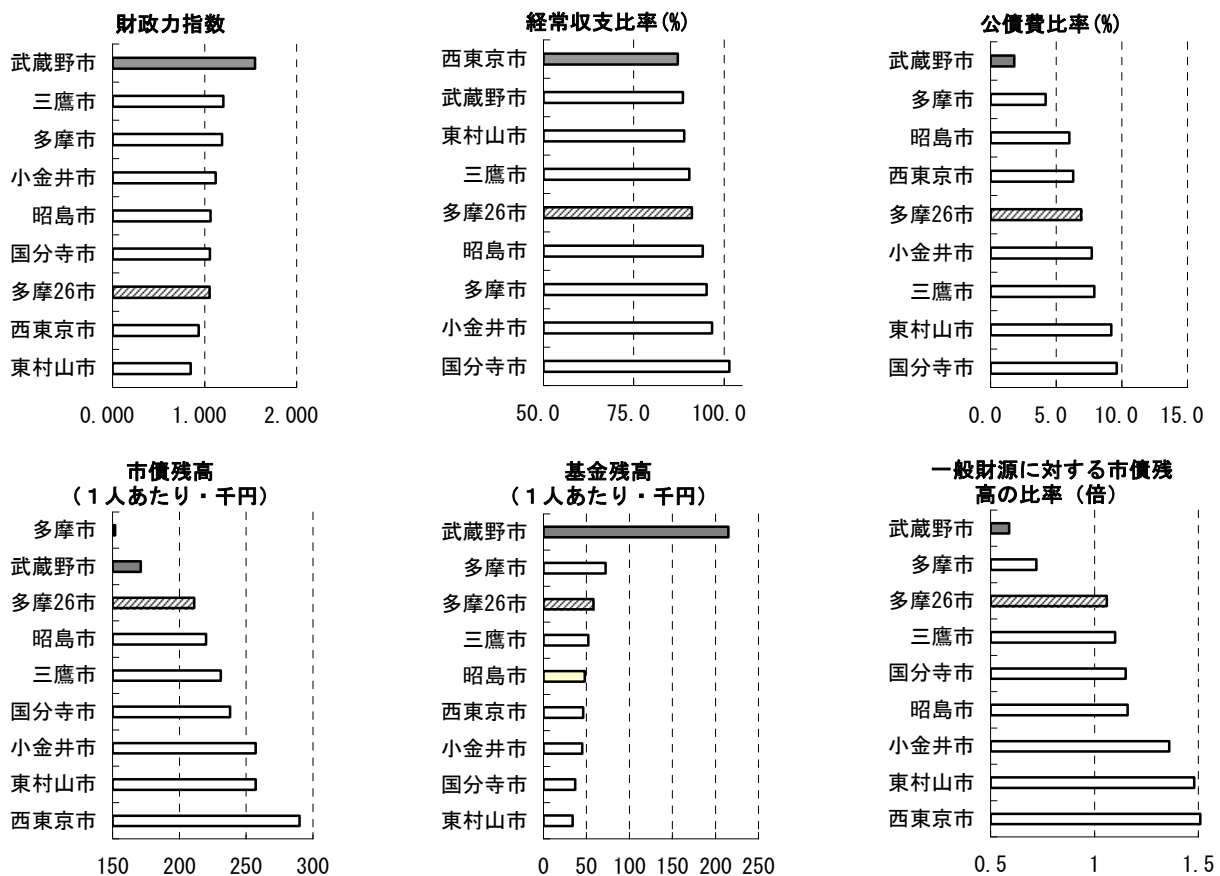 財政力指数
武蔵野市
三鷹市
多摩市
小金井市
昭島市
国分寺市
多摩26市
西東京市
東村山市
0.000 1.000 2.000
経常収支比率(%)
西東京市
武蔵野市
東村山市
三鷹市
多摩26市
昭島市
多摩市
小金井市
国分寺市
50.0 75.0 100.0
公債費比率(%)
武蔵野市
多摩市
昭島市
西東京市
多摩26市
小金井市
三鷹市
東村山市
国分寺市
0.0 5.0 10.0 15.0
市債残高
（１人あたり・千円）
多摩市
武蔵野市
多摩26市
昭島市
三鷹市
国分寺市
小金井市
東村山市
西東京市
150 200 250 300
基金残高
（１人あたり・千円）
武蔵野市
多摩市
多摩26市
三鷹市
昭島市
西東京市
小金井市
国分寺市
東村山市
0 50 100 150 200 250
一般財源に対する市債残
高の比率（倍）
武蔵野市
多摩市
多摩26市
三鷹市
国分寺市
昭島市
小金井市
東村山市
西東京市
0.5 1 1.5